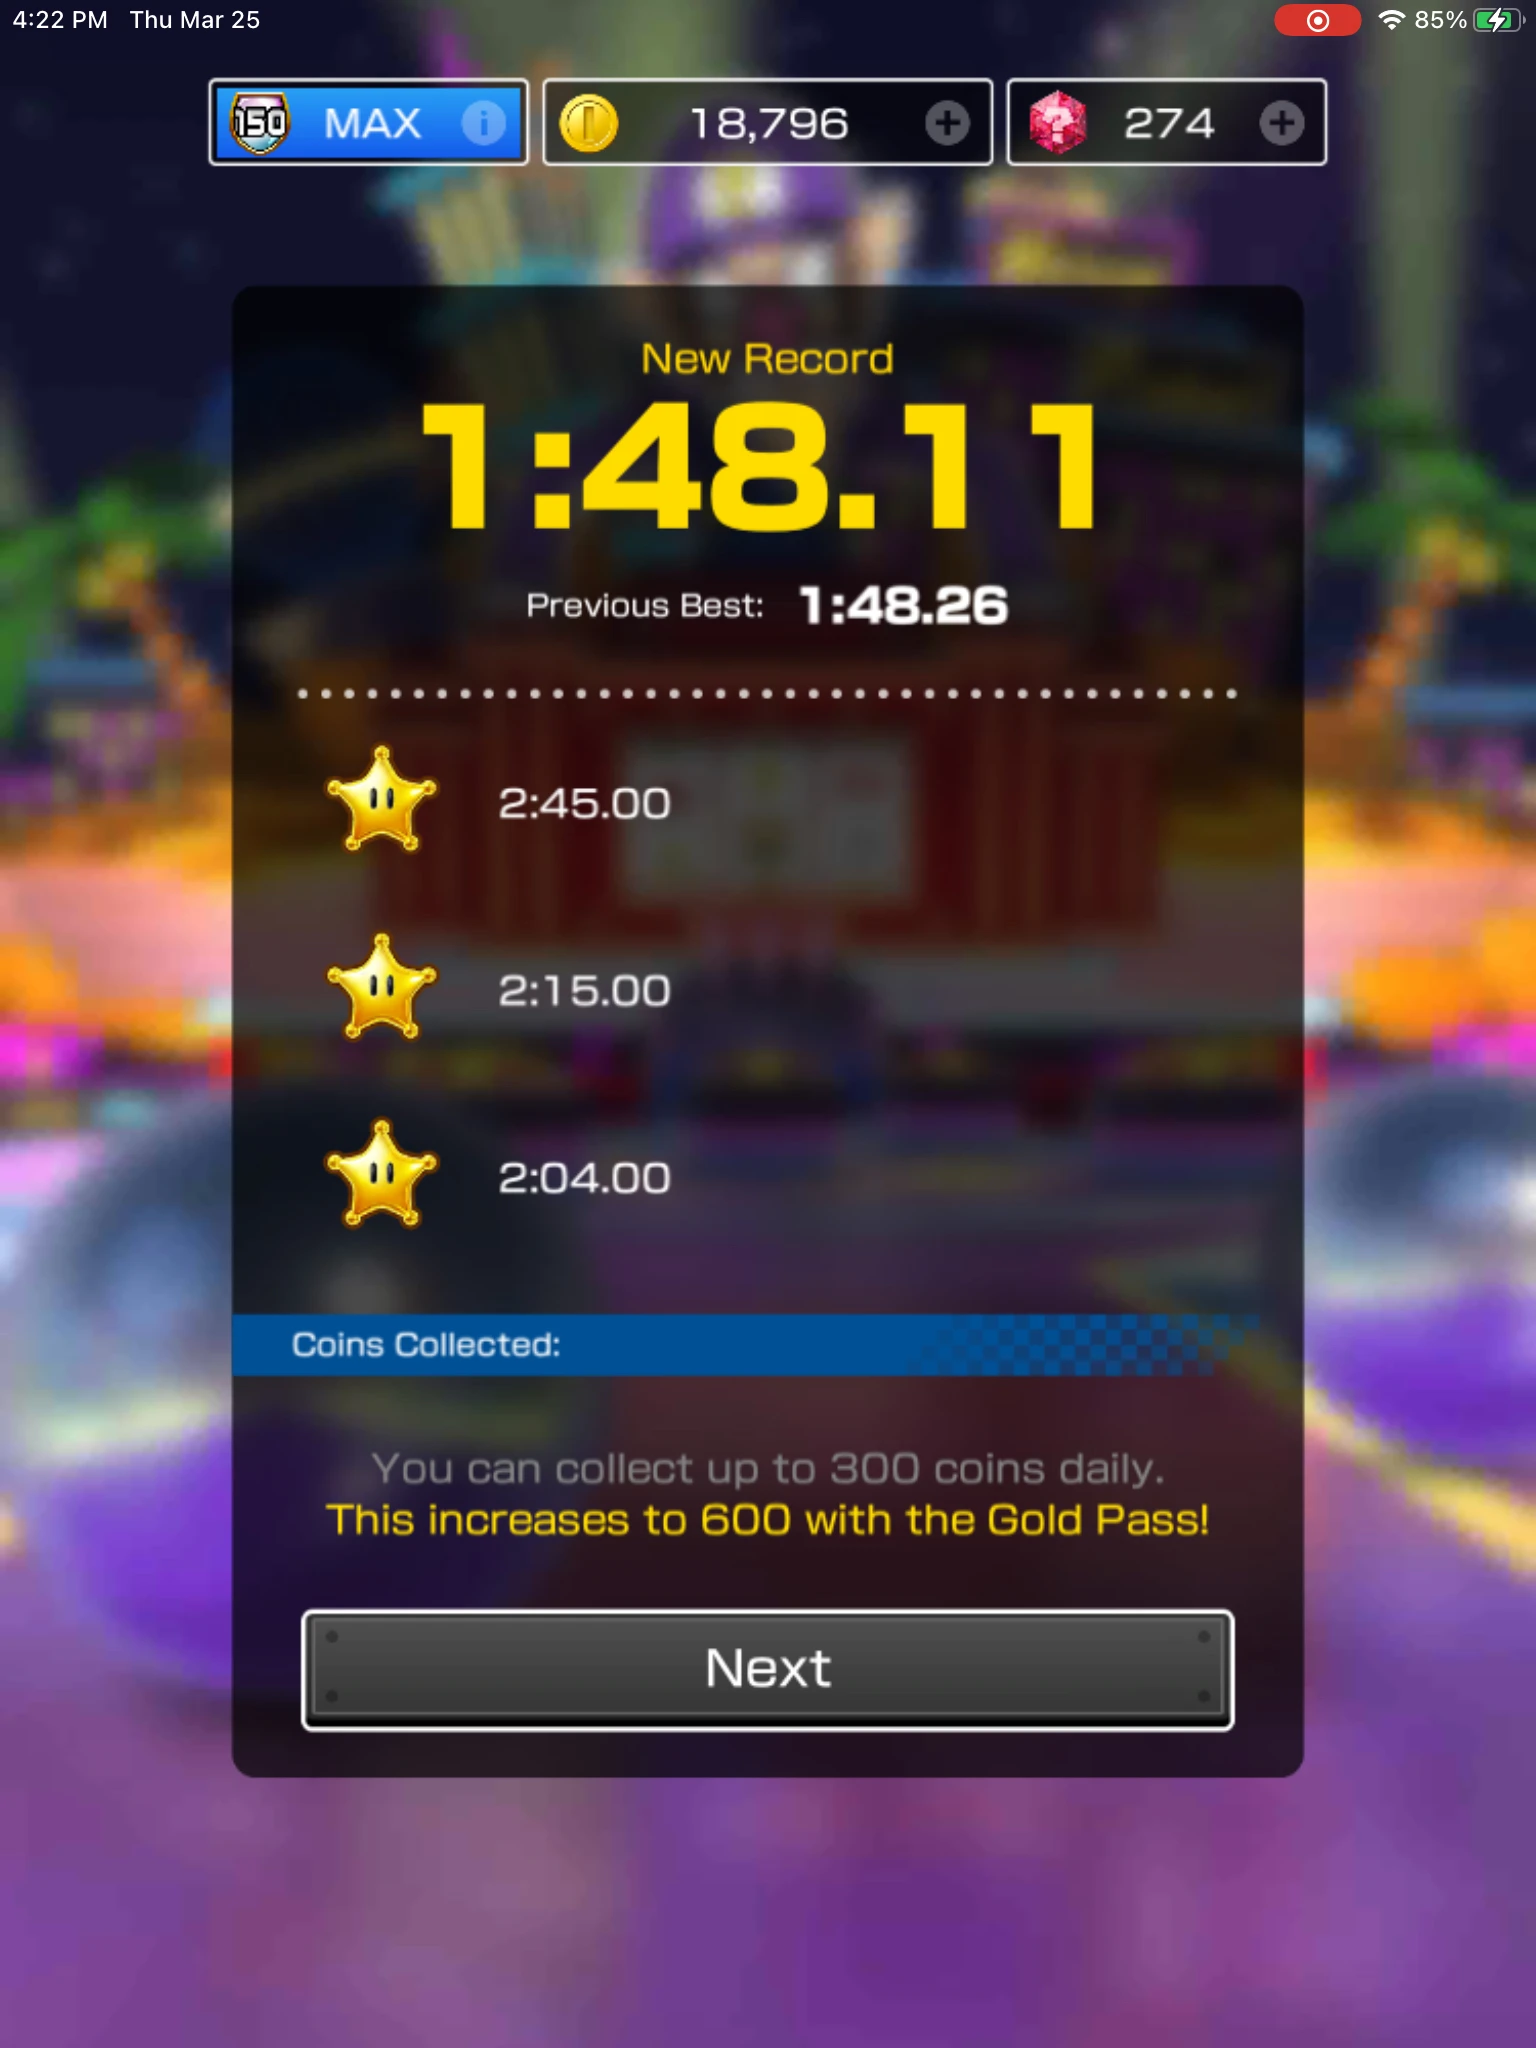 4:22 PM Thu Mar 25 85%
150 MAX i 18,796 + 274 +
New Record
1:48.11
Previous Best: 1:48.26
2:45.00
2:15.00
2:04.00
Coins Collected:
You can collect up to 300 coins daily.
This increases to 600 with the Gold Pass!
Next